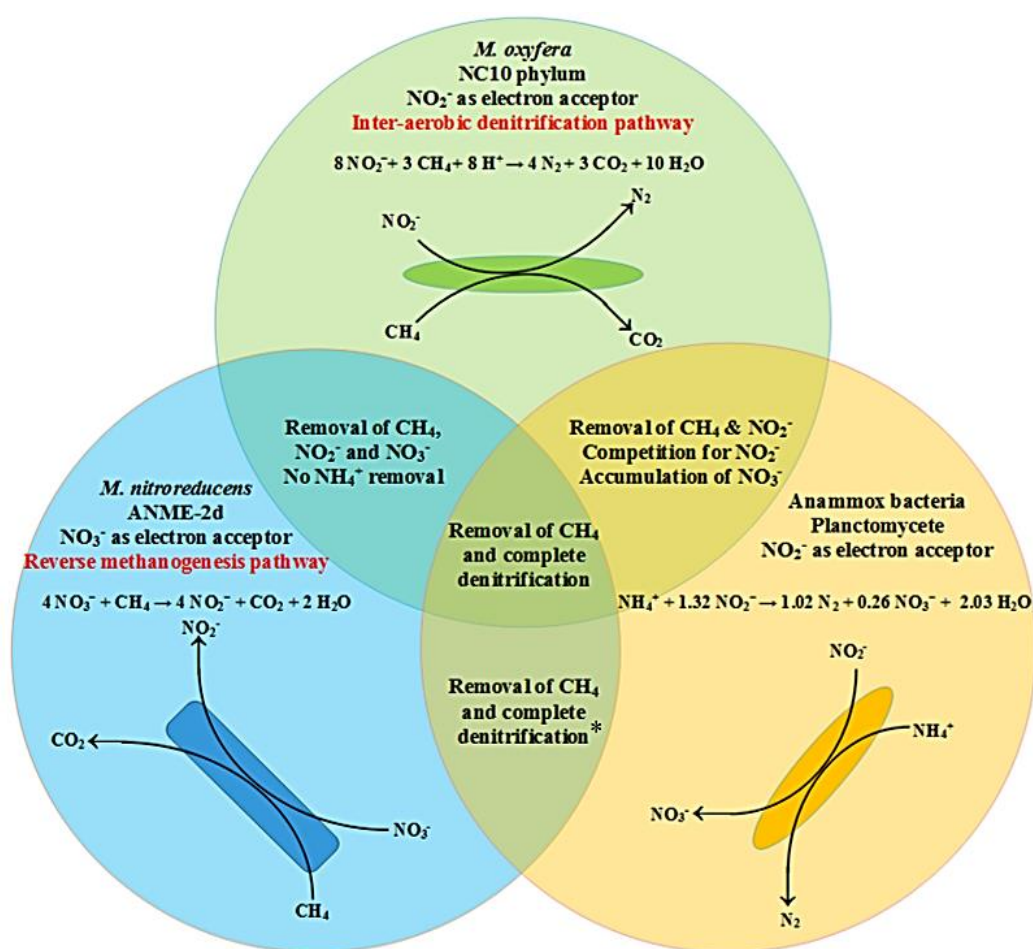 M. oxyfera
NC10 phylum
NO₂⁻ as electron acceptor
Inter-aerobic denitrification pathway
8 NO₂⁻ + 3 CH₄ + 8 H⁺ → 4 N₂ + 3 CO₂ + 10 H₂O
N₂
NO₂⁻
CH₄
CO₂
Removal of CH₄,
NO₂⁻ and NO₃⁻
No NH₄⁺ removal
Removal of CH₄ & NO₂⁻
Competition for NO₂⁻
Accumulation of NO₃⁻
M. nitroreducens
ANME-2d
NO₃⁻ as electron acceptor
Reverse methanogenesis pathway
4 NO₃⁻ + CH₄ → 4 NO₂⁻ + CO₂ + 2 H₂O
NO₂⁻
CO₂
NO₃⁻
CH₄
Removal of CH₄
and complete
denitrification
Removal of CH₄
and complete
denitrification*
Anammox bacteria
Planctomycete
NO₂⁻ as electron acceptor
NH₄⁺ + 1.32 NO₂⁻ → 1.02 N₂ + 0.26 NO₃⁻ + 2.03 H₂O
NO₂⁻
NH₄⁺
NO₃⁻
N₂